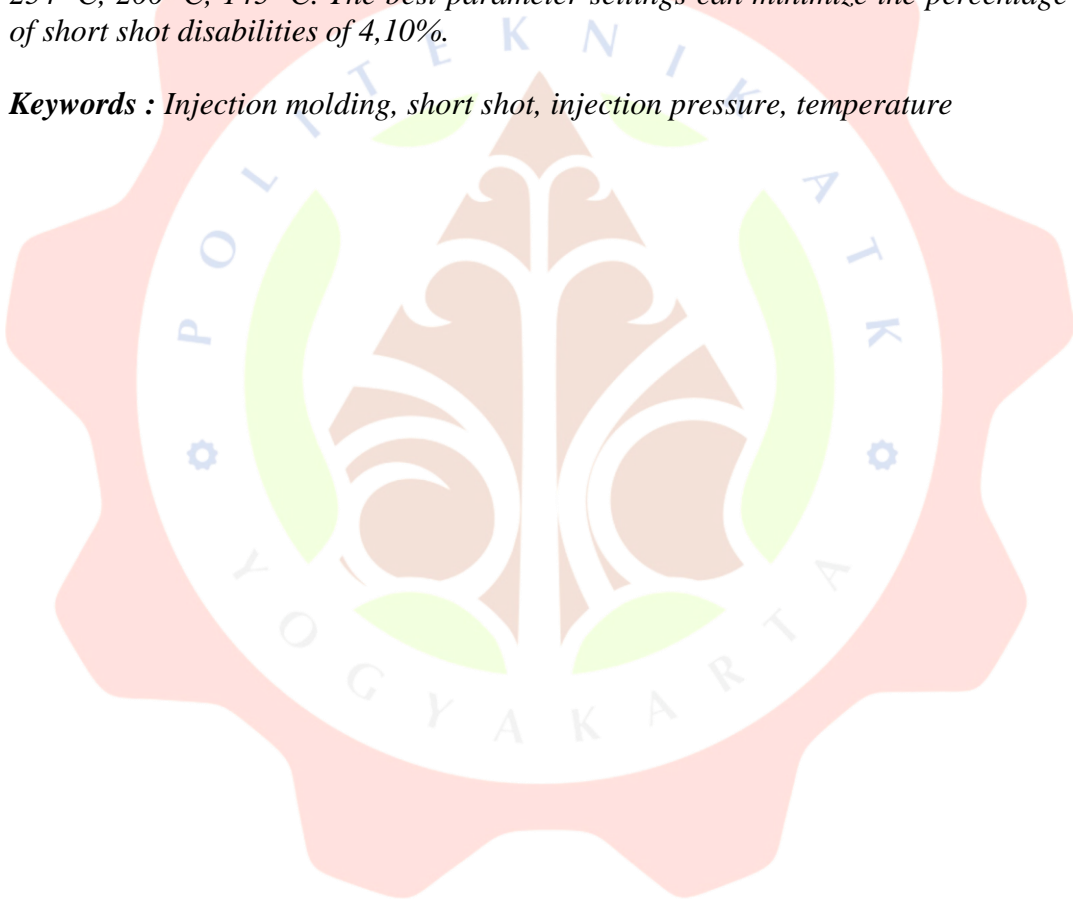 The best parameter settings can minimize the percentage
of short shot disabilities of 4,10%.
Keywords : Injection molding, short shot, injection pressure, temperature
POLITEKNIK ATK
YOGYAKARTA